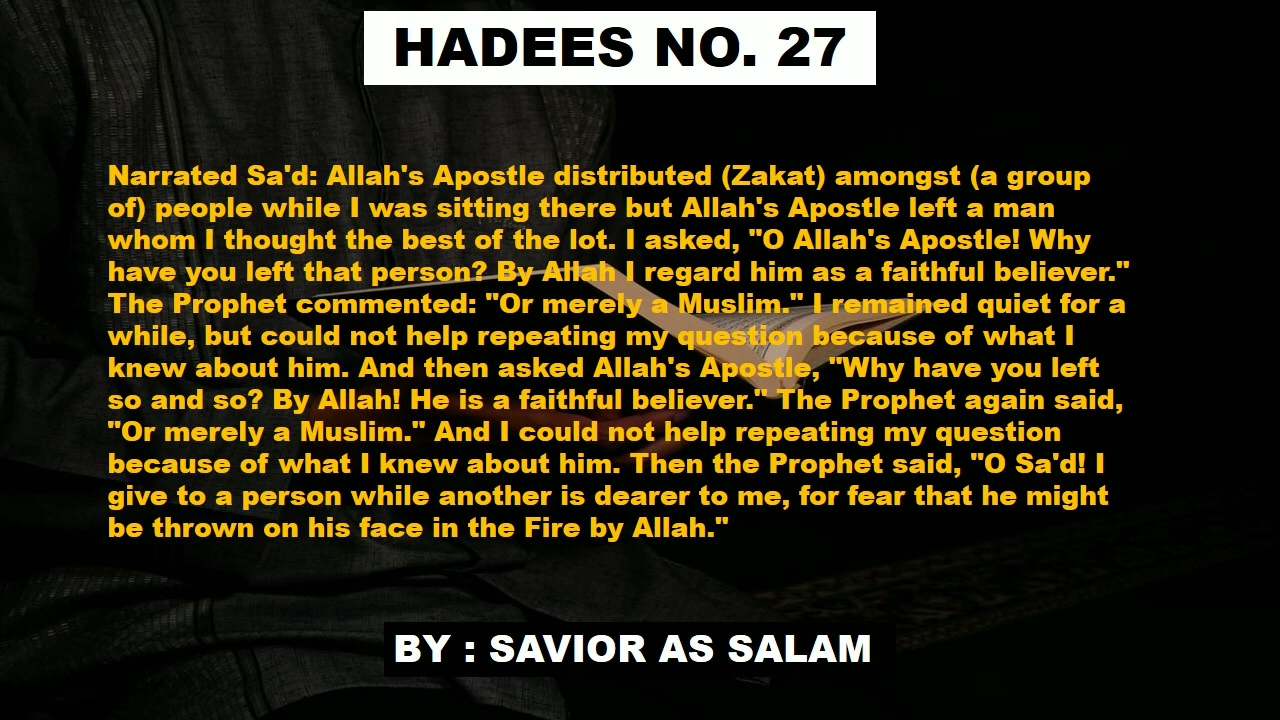 HADEES NO. 27
Narrated Sa'd: Allah's Apostle distributed (Zakat) amongst (a group
of) people while I was sitting there but Allah's Apostle left a man
whom I thought the best of the lot. I asked, "O Allah's Apostle! Why
have you left that person? By Allah I regard him as a faithful believer."
The Prophet commented: "Or merely a Muslim." I remained quiet for a
while, but could not help repeating my question because of what I
knew about him. And then asked Allah's Apostle, "Why have you left
so and so? By Allah! He is a faithful believer." The Prophet again said,
"Or merely a Muslim." And I could not help repeating my question
because of what I knew about him. Then the Prophet said, "O Sa'd! I
give to a person while another is dearer to me, for fear that he might
be thrown on his face in the Fire by Allah."
BY : SAVIOR AS SALAM